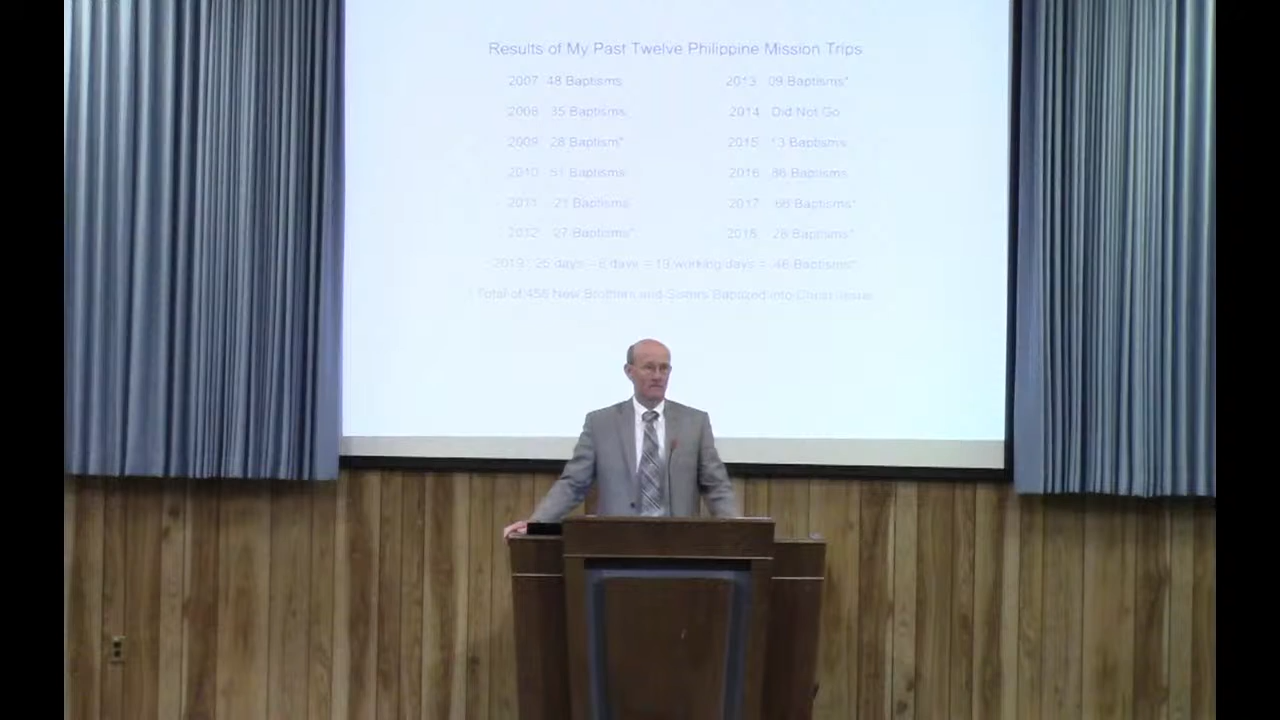 Results of My Past Twelve Philippine Mission Trips
2007 48 Baptisms
2008 35 Baptisms
2009 28 Baptism*
2010 51 Baptisms
2011 21 Baptisms
2012 27 Baptisms*
2013 09 Baptisms*
2014 Did Not Go
2015 13 Baptisms
2016 86 Baptisms
2017 66 Baptisms*
2018 28 Baptisms*
2019 25 days - 6 days = 19 working days = 46 Baptisms*
Total of 458 New Brothers and Sisters Baptized into Christ Jesus